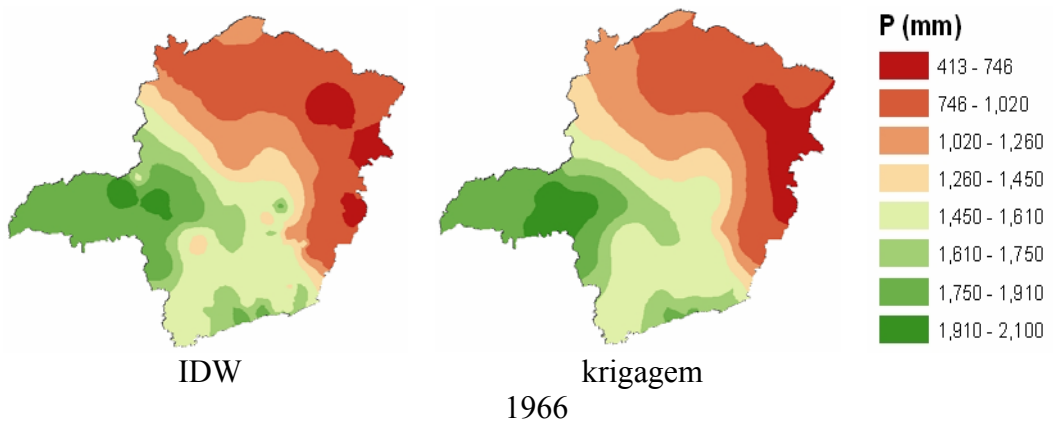 P (mm)
413 - 746
746 - 1,020
1,020 - 1,260
1,260 - 1,450
1,450 - 1,610
1,610 - 1,750
1,750 - 1,910
1,910 - 2,100
IDW
krigagem
1966